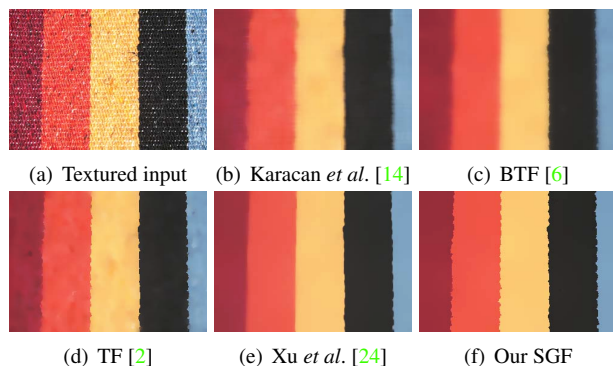 (a) Textured input (b) Karacan et al. [14] (c) BTF [6]
(d) TF [2] (e) Xu et al. [24] (f) Our SGF